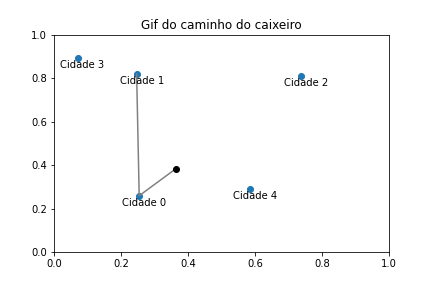 Gif do caminho do caixeiro
1.0
0.8
0.6
0.4
0.2
0.0
Cidade 3
Cidade 1
Cidade 2
Cidade 0
Cidade 4
0.0 0.2 0.4 0.6 0.8 1.0